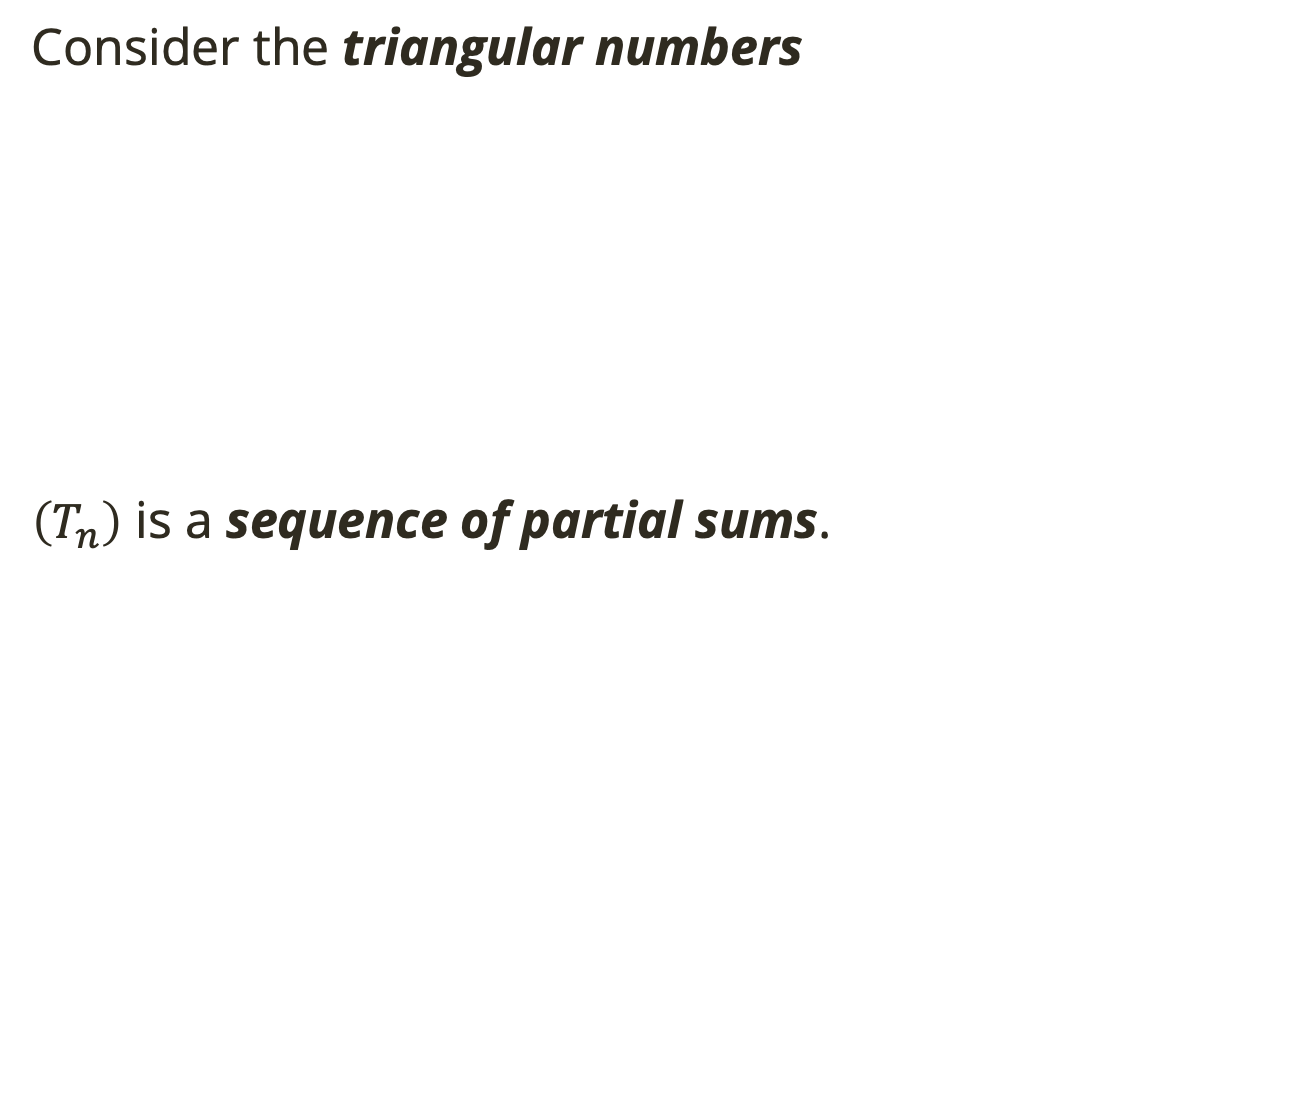 Consider the triangular numbers
(Tₙ) is a sequence of partial sums.